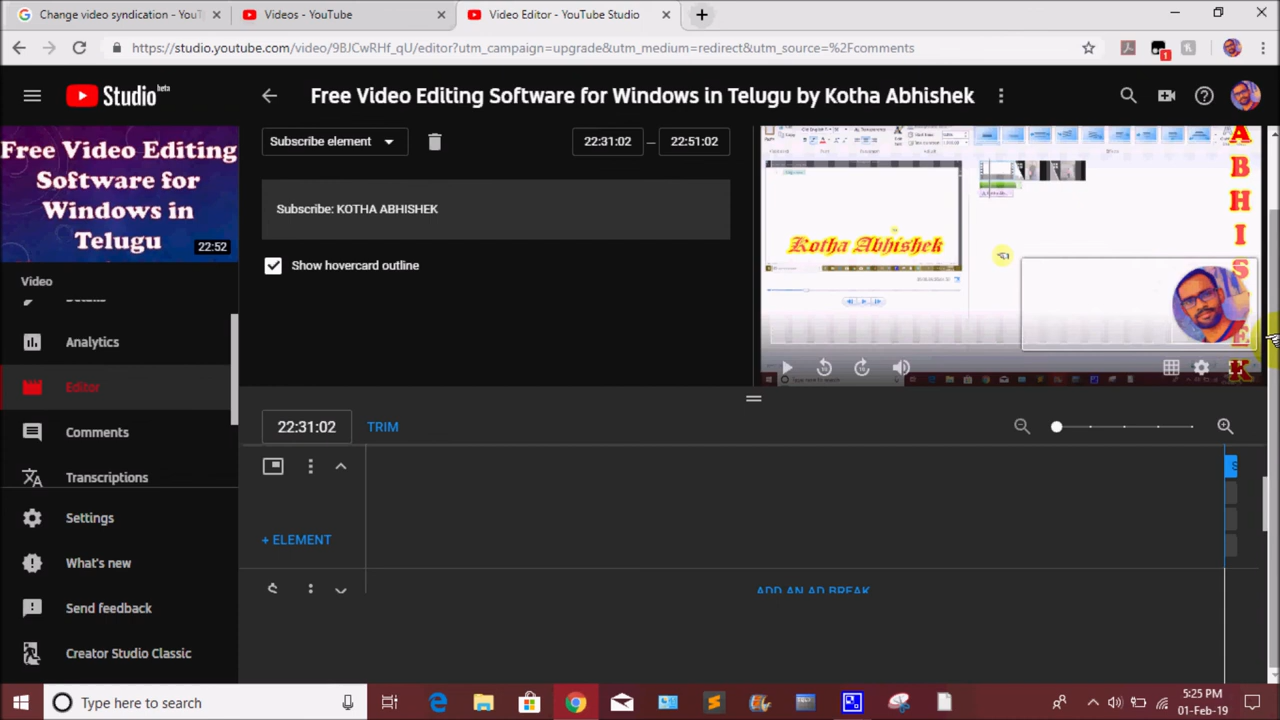 Change video syndication - YouT
Videos - YouTube
Video Editor - YouTube Studio
https://studio.youtube.com/video/9BJCwRHf_qU/editor?utm_campaign=upgrade&utm_medium=redirect&utm_source=%2Fcomments
1
Studio beta
Free Video Editing Software for Windows in Telugu by Kotha Abhishek
Free Video Editing
Software for
Windows in
Telugu
22:52
Subscribe element
22:31:02 — 22:51:02
Subscribe: KOTHA ABHISHEK
Show hovercard outline
Kotha Abhishek
A
B
H
I
S
E
K
Video
Details
Analytics
Editor
Comments
Transcriptions
Settings
What's new
Send feedback
Creator Studio Classic
22:31:02
TRIM
+ ELEMENT
S
ADD AN AD BREAK
Type here to search
5:25 PM
01-Feb-19